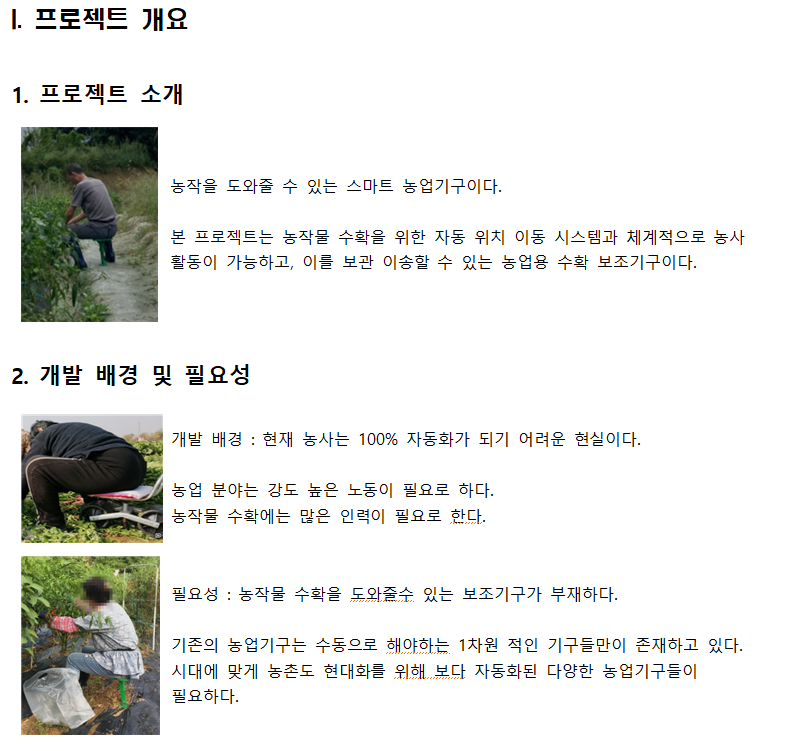 I. 프로젝트 개요
1. 프로젝트 소개
농작을 도와줄 수 있는 스마트 농업기구이다.
본 프로젝트는 농작물 수확을 위한 자동 위치 이동 시스템과 체계적으로 농사
활동이 가능하고, 이를 보관 이송할 수 있는 농업용 수확 보조기구이다.
2. 개발 배경 및 필요성
개발 배경 : 현재 농사는 100% 자동화가 되기 어려운 현실이다.
농업 분야는 강도 높은 노동이 필요로 하다.
농작물 수확에는 많은 인력이 필요로 한다.
필요성 : 농작물 수확을 도와줄수 있는 보조기구가 부재하다.
기존의 농업기구는 수동으로 해야하는 1차원 적인 기구들만이 존재하고 있다.
시대에 맞게 농촌도 현대화를 위해 보다 자동화된 다양한 농업기구들이
필요하다.